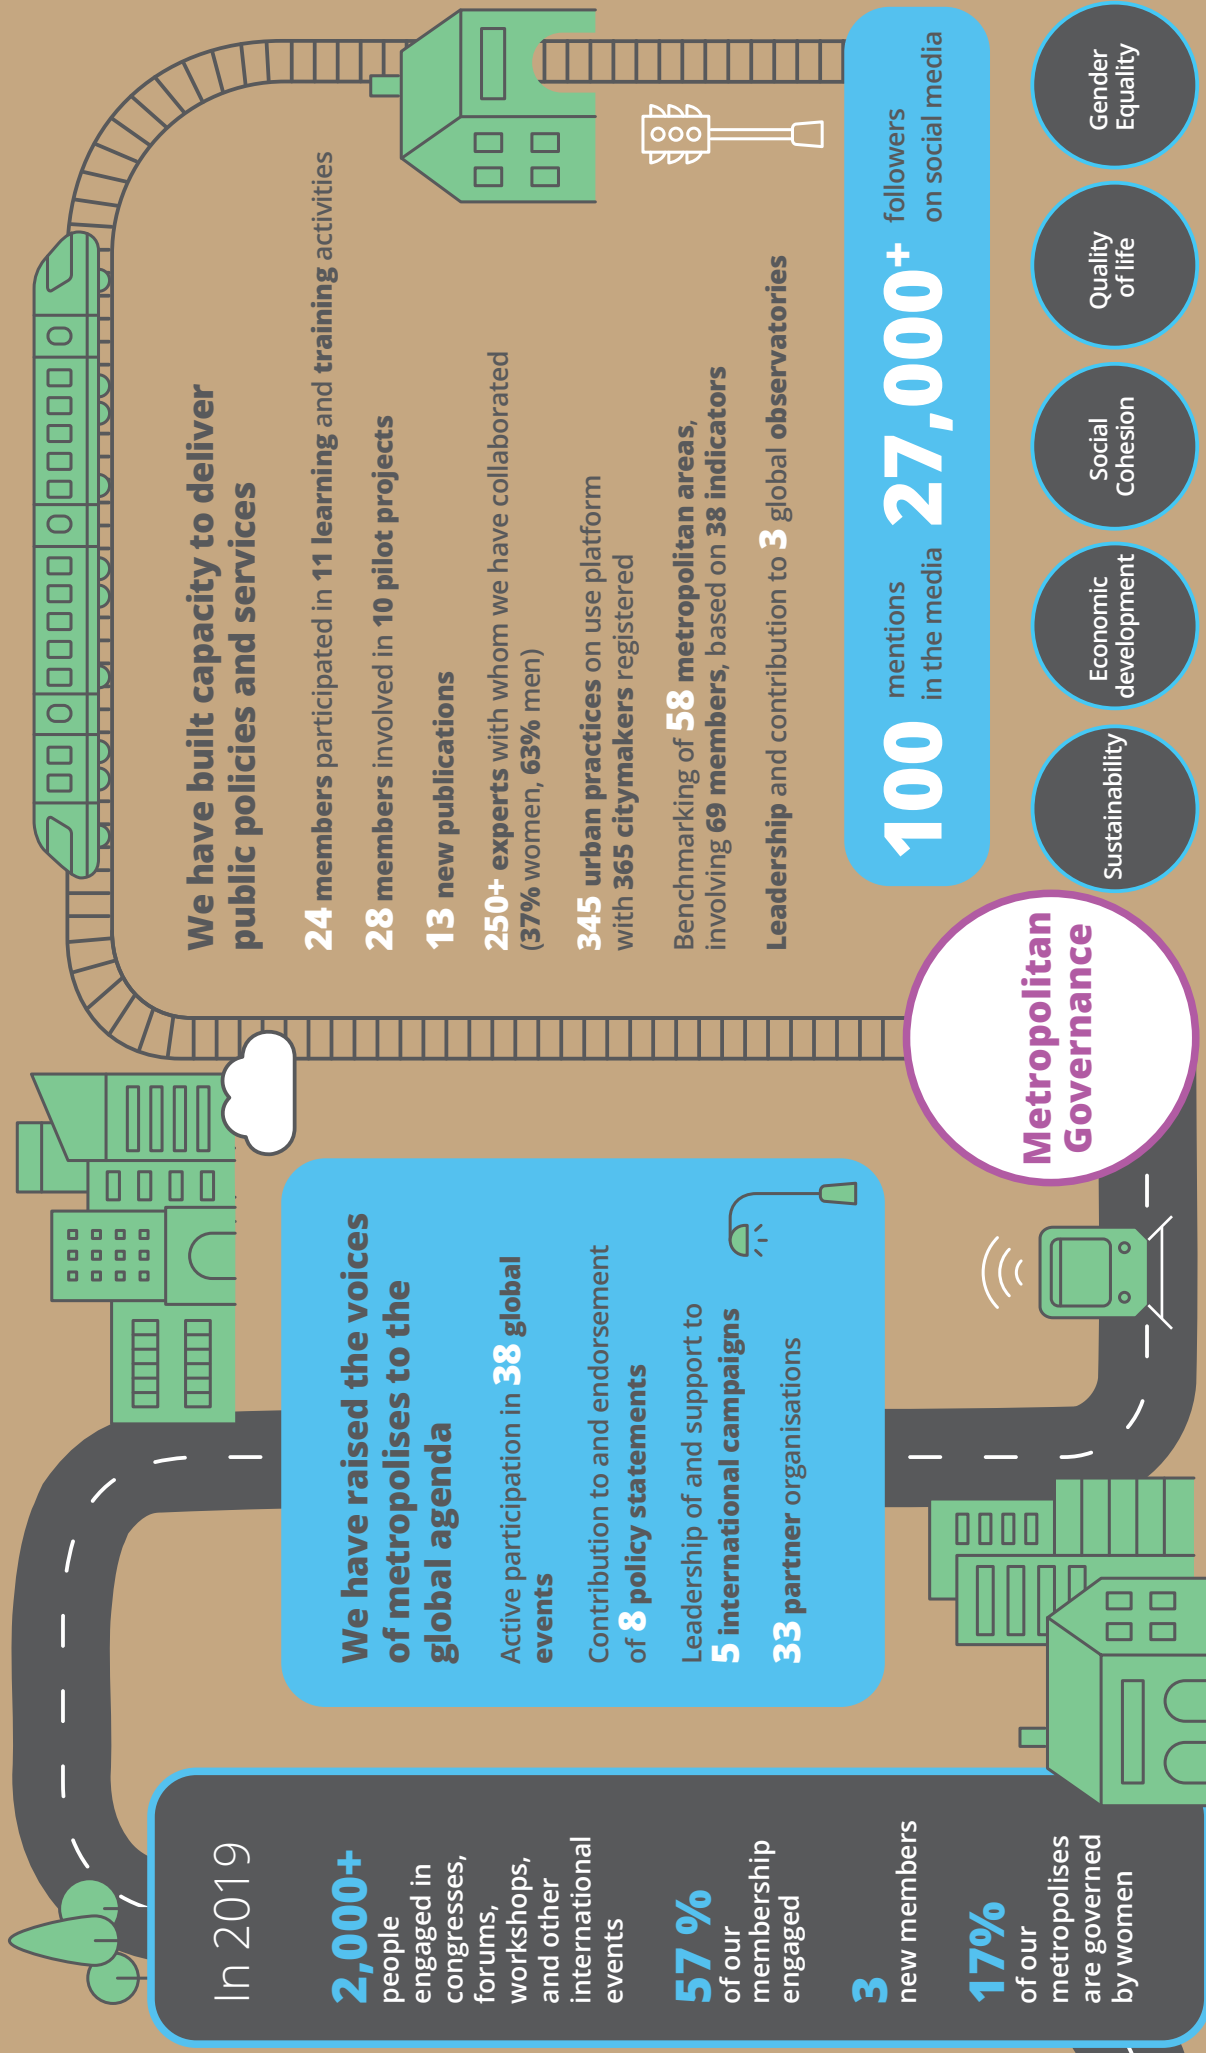 In 2019
2,000+
people
engaged in
congresses,
forums,
workshops,
and other
international
events
57 %
of our
membership
engaged
3
new members
17%
of our
metropolises
are governed
by women
We have raised the voices
of metropolises to the
global agenda
Active participation in 38 global
events
Contribution to and endorsement
of 8 policy statements
Leadership of and support to
5 international campaigns
33 partner organisations
We have built capacity to deliver
public policies and services
24 members participated in 11 learning and training activities
28 members involved in 10 pilot projects
13 new publications
250+ experts with whom we have collaborated
(37% women, 63% men)
345 urban practices on use platform
with 365 citymakers registered
Benchmarking of 58 metropolitan areas,
involving 69 members, based on 38 indicators
Leadership and contribution to 3 global observatories
100 mentions
in the media
27,000+ followers
on social media
Metropolitan
Governance
Sustainability
Economic
development
Social
Cohesion
Quality
of life
Gender
Equality